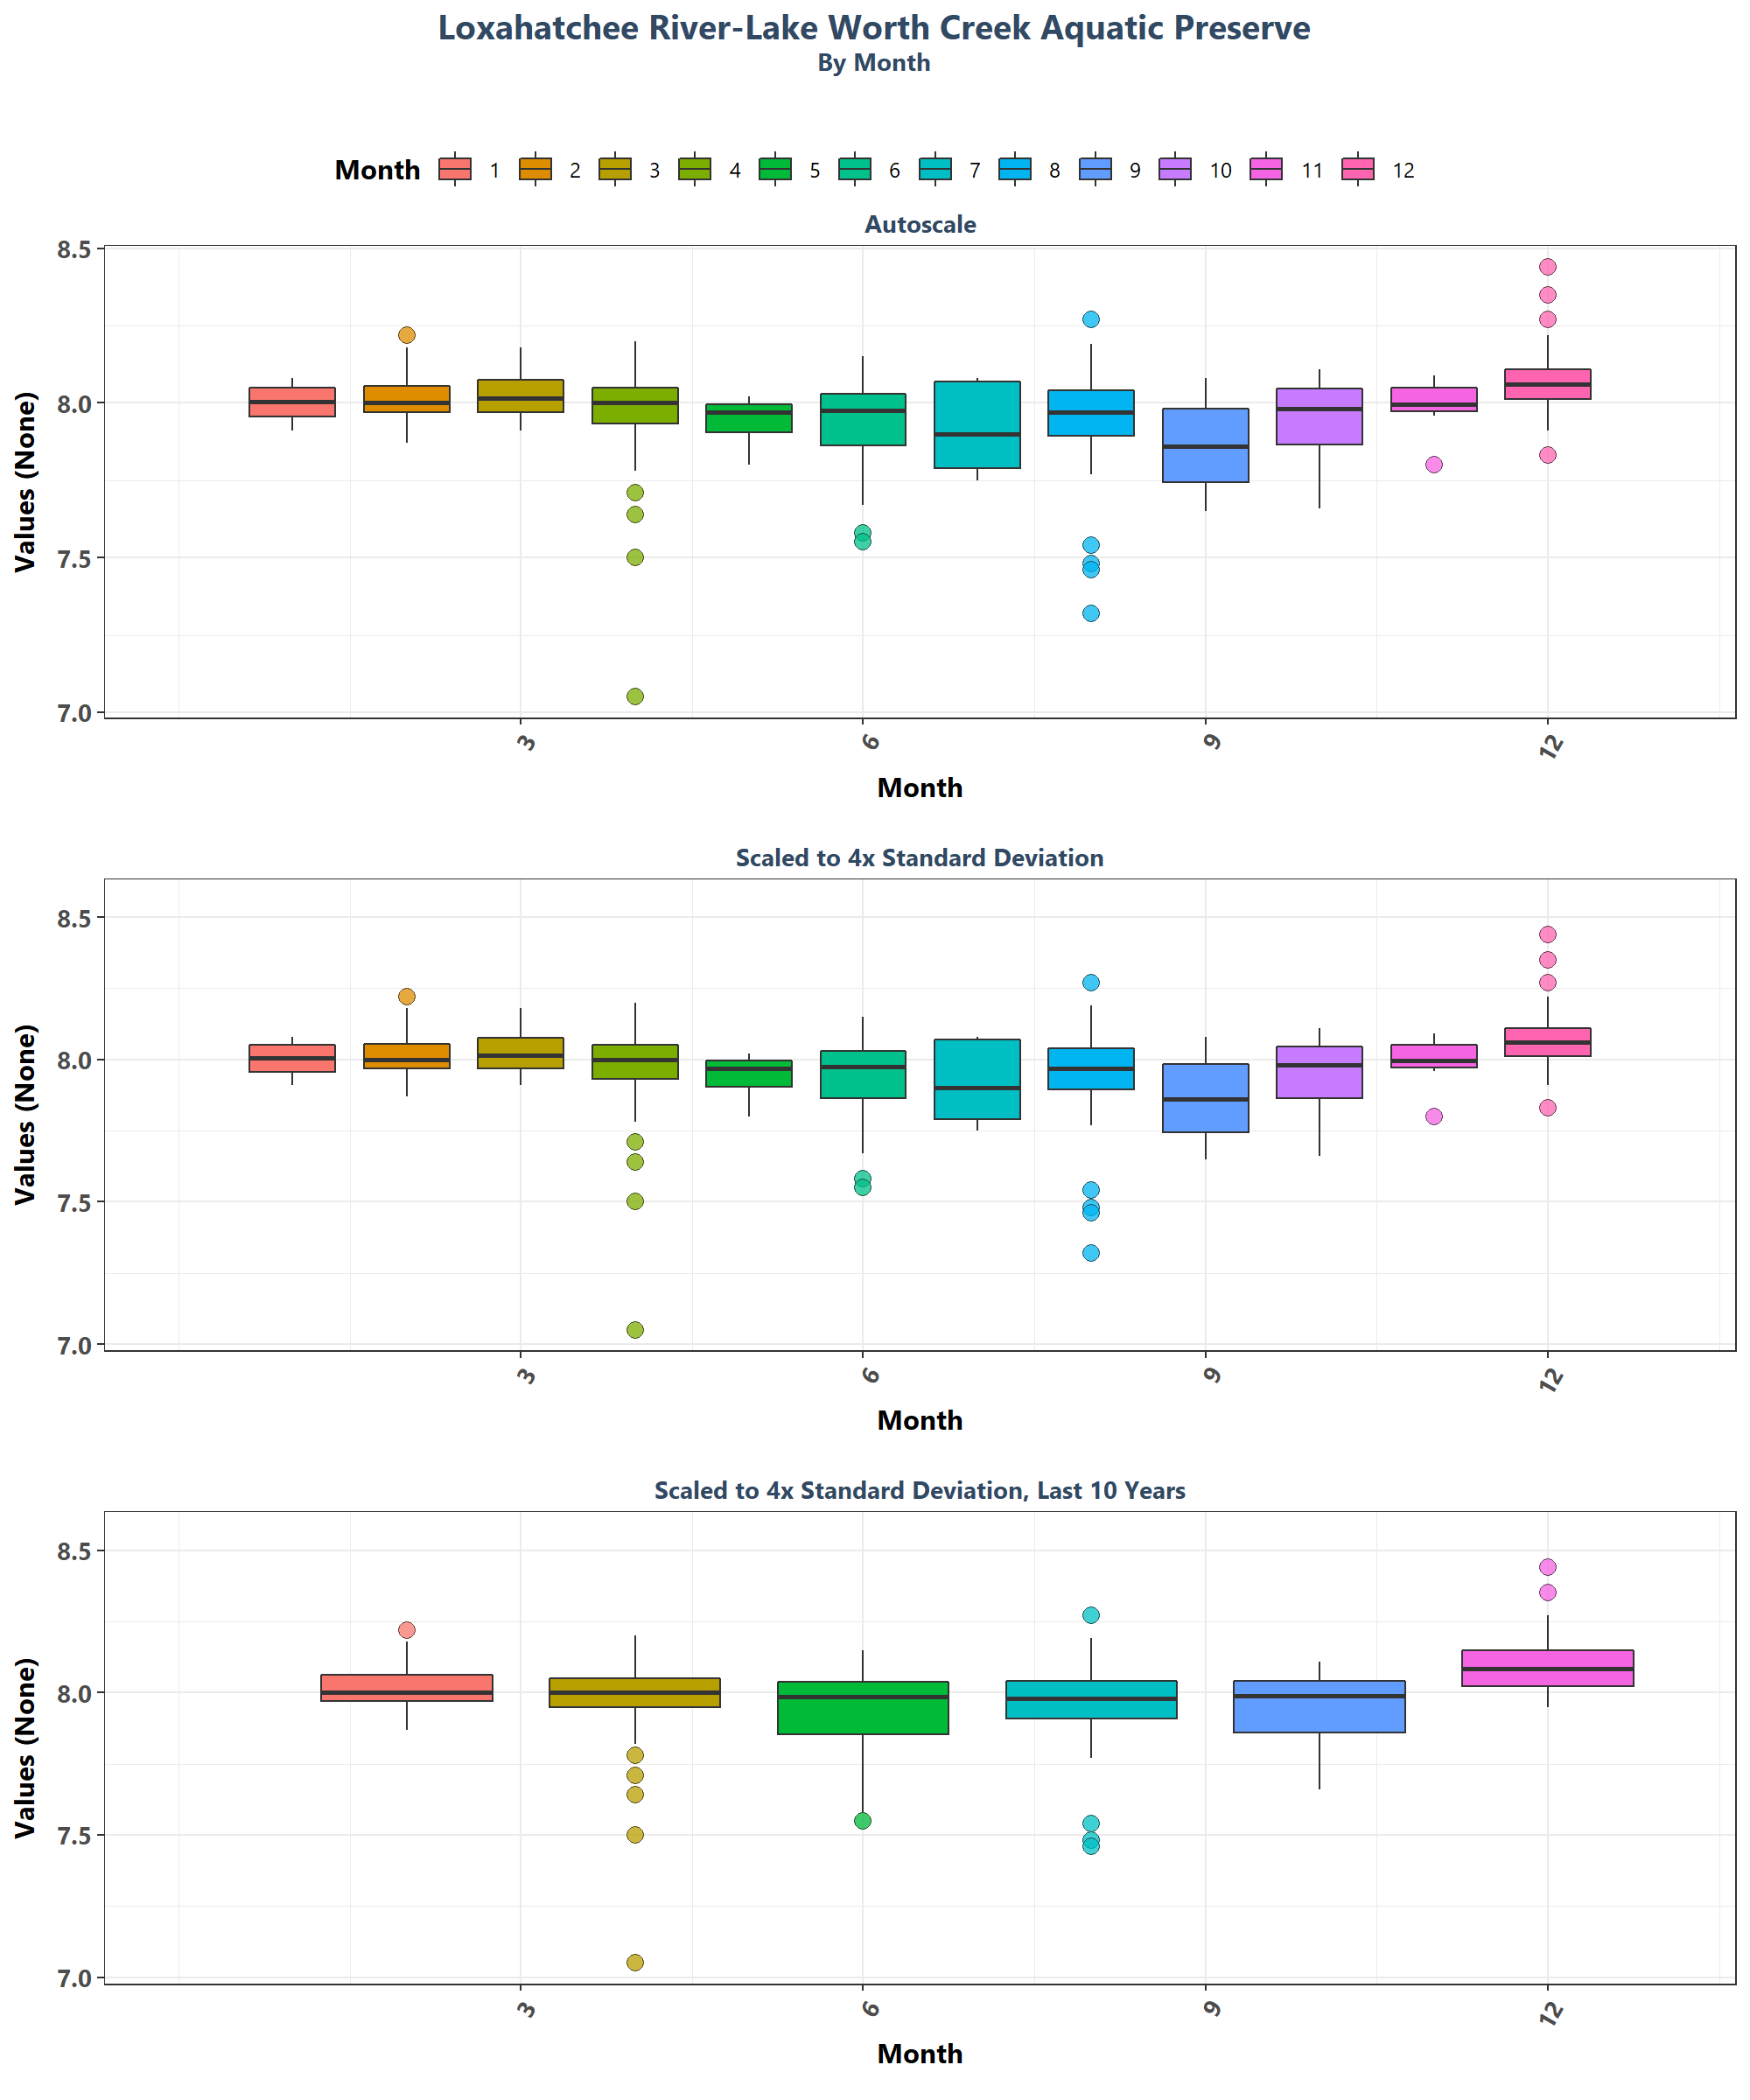 Loxahatchee River-Lake Worth Creek Aquatic Preserve
By Month
Month 1 2 3 4 5 6 7 8 9 10 11 12
Autoscale
Values (None)
8.5
8.0
7.5
7.0
3 6 9 12
Month
Scaled to 4x Standard Deviation
Values (None)
8.5
8.0
7.5
7.0
3 6 9 12
Month
Scaled to 4x Standard Deviation, Last 10 Years
Values (None)
8.5
8.0
7.5
7.0
3 6 9 12
Month